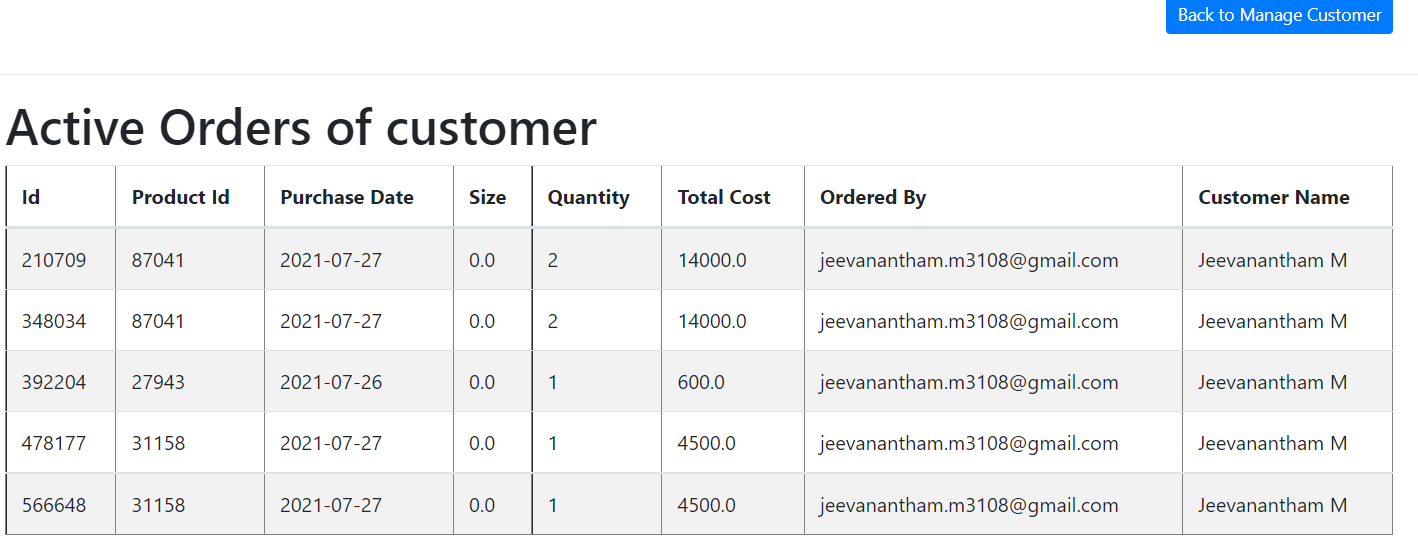 Back to Manage Customer
Active Orders of customer
Id Product Id Purchase Date Size Quantity Total Cost Ordered By Customer Name
210709 87041 2021-07-27 0.0 2 14000.0 jeevanantham.m3108@gmail.com Jeevanantham M
348034 87041 2021-07-27 0.0 2 14000.0 jeevanantham.m3108@gmail.com Jeevanantham M
392204 27943 2021-07-26 0.0 1 600.0 jeevanantham.m3108@gmail.com Jeevanantham M
478177 31158 2021-07-27 0.0 1 4500.0 jeevanantham.m3108@gmail.com Jeevanantham M
566648 31158 2021-07-27 0.0 1 4500.0 jeevanantham.m3108@gmail.com Jeevanantham M